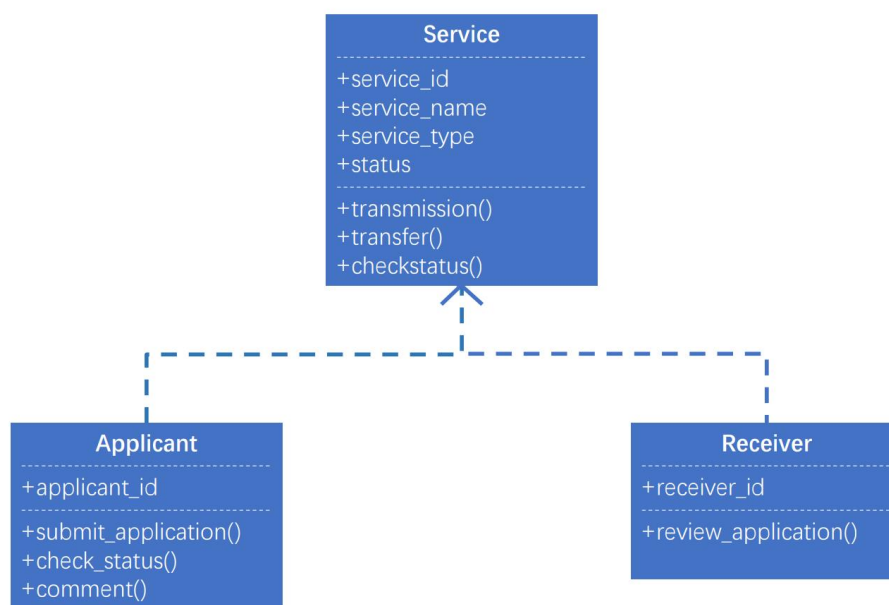 Service
+service_id
+service_name
+service_type
+status
+transmission()
+transfer()
+checkstatus()
Applicant
+applicant_id
+submit_application()
+check_status()
+comment()
Receiver
+receiver_id
+review_application()